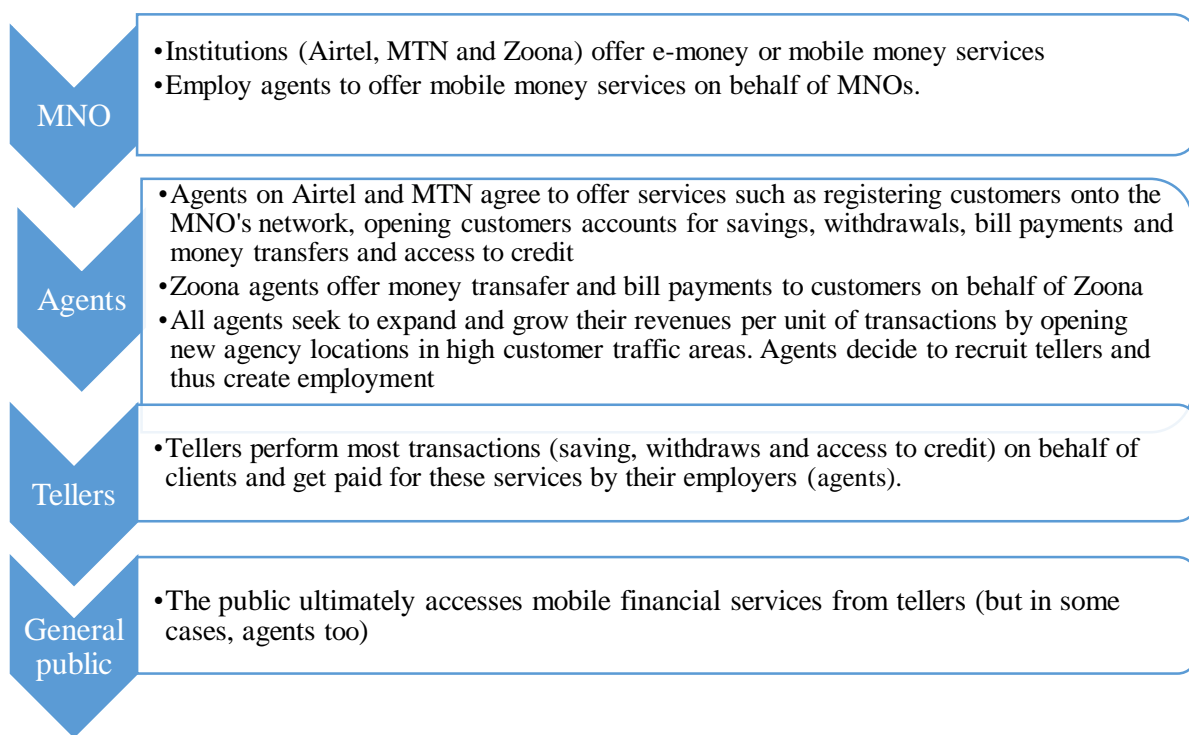 MNO
•Institutions (Airtel, MTN and Zoona) offer e-money or mobile money services
•Employ agents to offer mobile money services on behalf of MNOs.
Agents
•Agents on Airtel and MTN agree to offer services such as registering customers onto the
MNO's network, opening customers accounts for savings, withdrawals, bill payments and
money transfers and access to credit
•Zoona agents offer money transafer and bill payments to customers on behalf of Zoona
•All agents seek to expand and grow their revenues per unit of transactions by opening
new agency locations in high customer traffic areas. Agents decide to recruit tellers and
thus create employment
Tellers
•Tellers perform most transactions (saving, withdraws and access to credit) on behalf of
clients and get paid for these services by their employers (agents).
General
public
•The public ultimately accesses mobile financial services from tellers (but in some
cases, agents too)